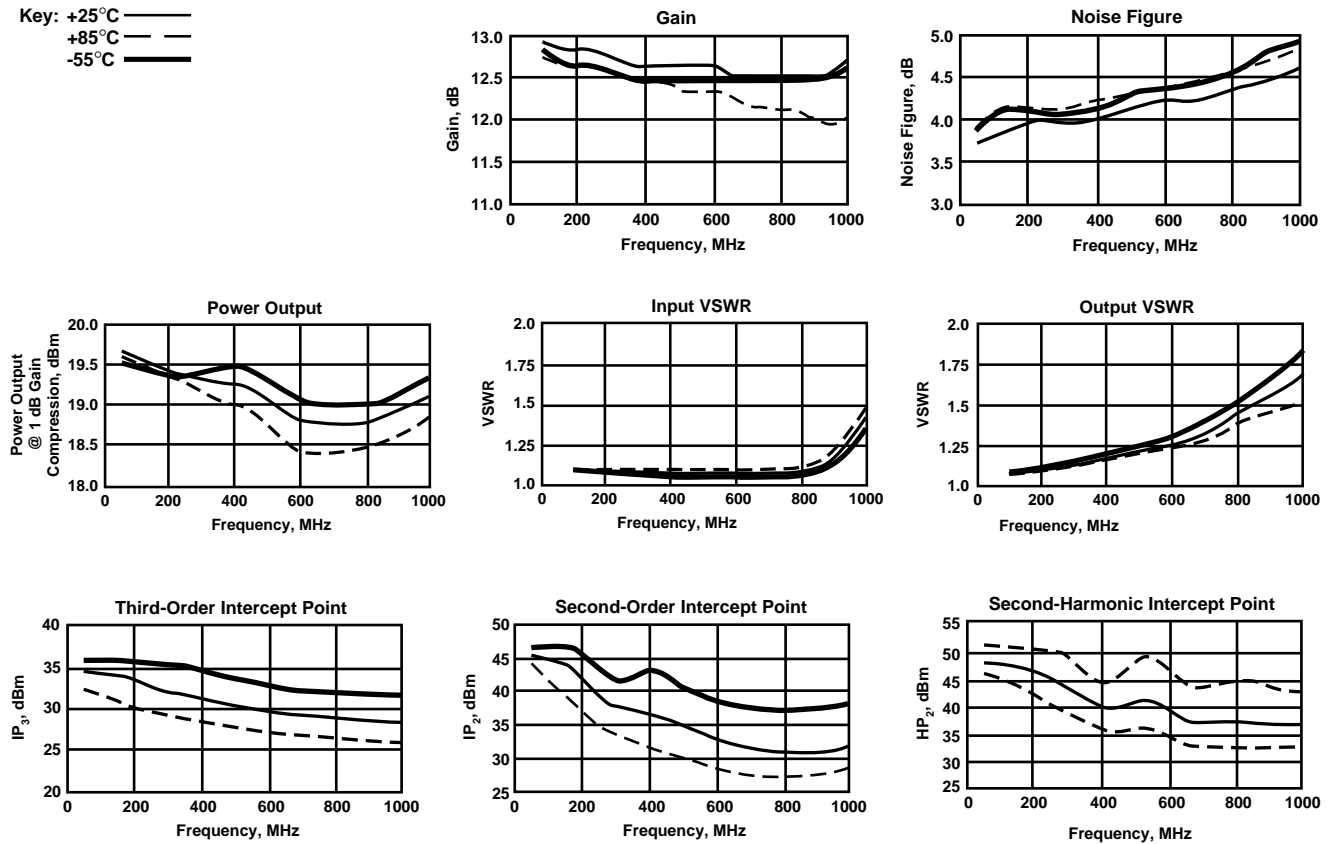 Key: +25°C
+85°C
-55°C
Gain
Gain, dB
13.0
12.5
12.0
11.5
11.0
0 200 400 600 800 1000
Frequency, MHz
Noise Figure
Noise Figure, dB
5.0
4.5
4.0
3.5
3.0
0 200 400 600 800 1000
Frequency, MHz
Power Output
Power Output
@ 1 dB Gain
Compression, dBm
20.0
19.5
19.0
18.5
18.0
0 200 400 600 800 1000
Frequency, MHz
Input VSWR
VSWR
2.0
1.75
1.5
1.25
1.0
0 200 400 600 800 1000
Frequency, MHz
Output VSWR
VSWR
2.0
1.75
1.5
1.25
1.0
0 200 400 600 800 1000
Frequency, MHz
Third-Order Intercept Point
IP3, dBm
40
35
30
25
20
0 200 400 600 800 1000
Frequency, MHz
Second-Order Intercept Point
IP2, dBm
50
45
40
35
30
25
0 200 400 600 800 1000
Frequency, MHz
Second-Harmonic Intercept Point
HP2, dBm
55
50
45
40
35
30
25
0 200 400 600 800 1000
Frequency, MHz